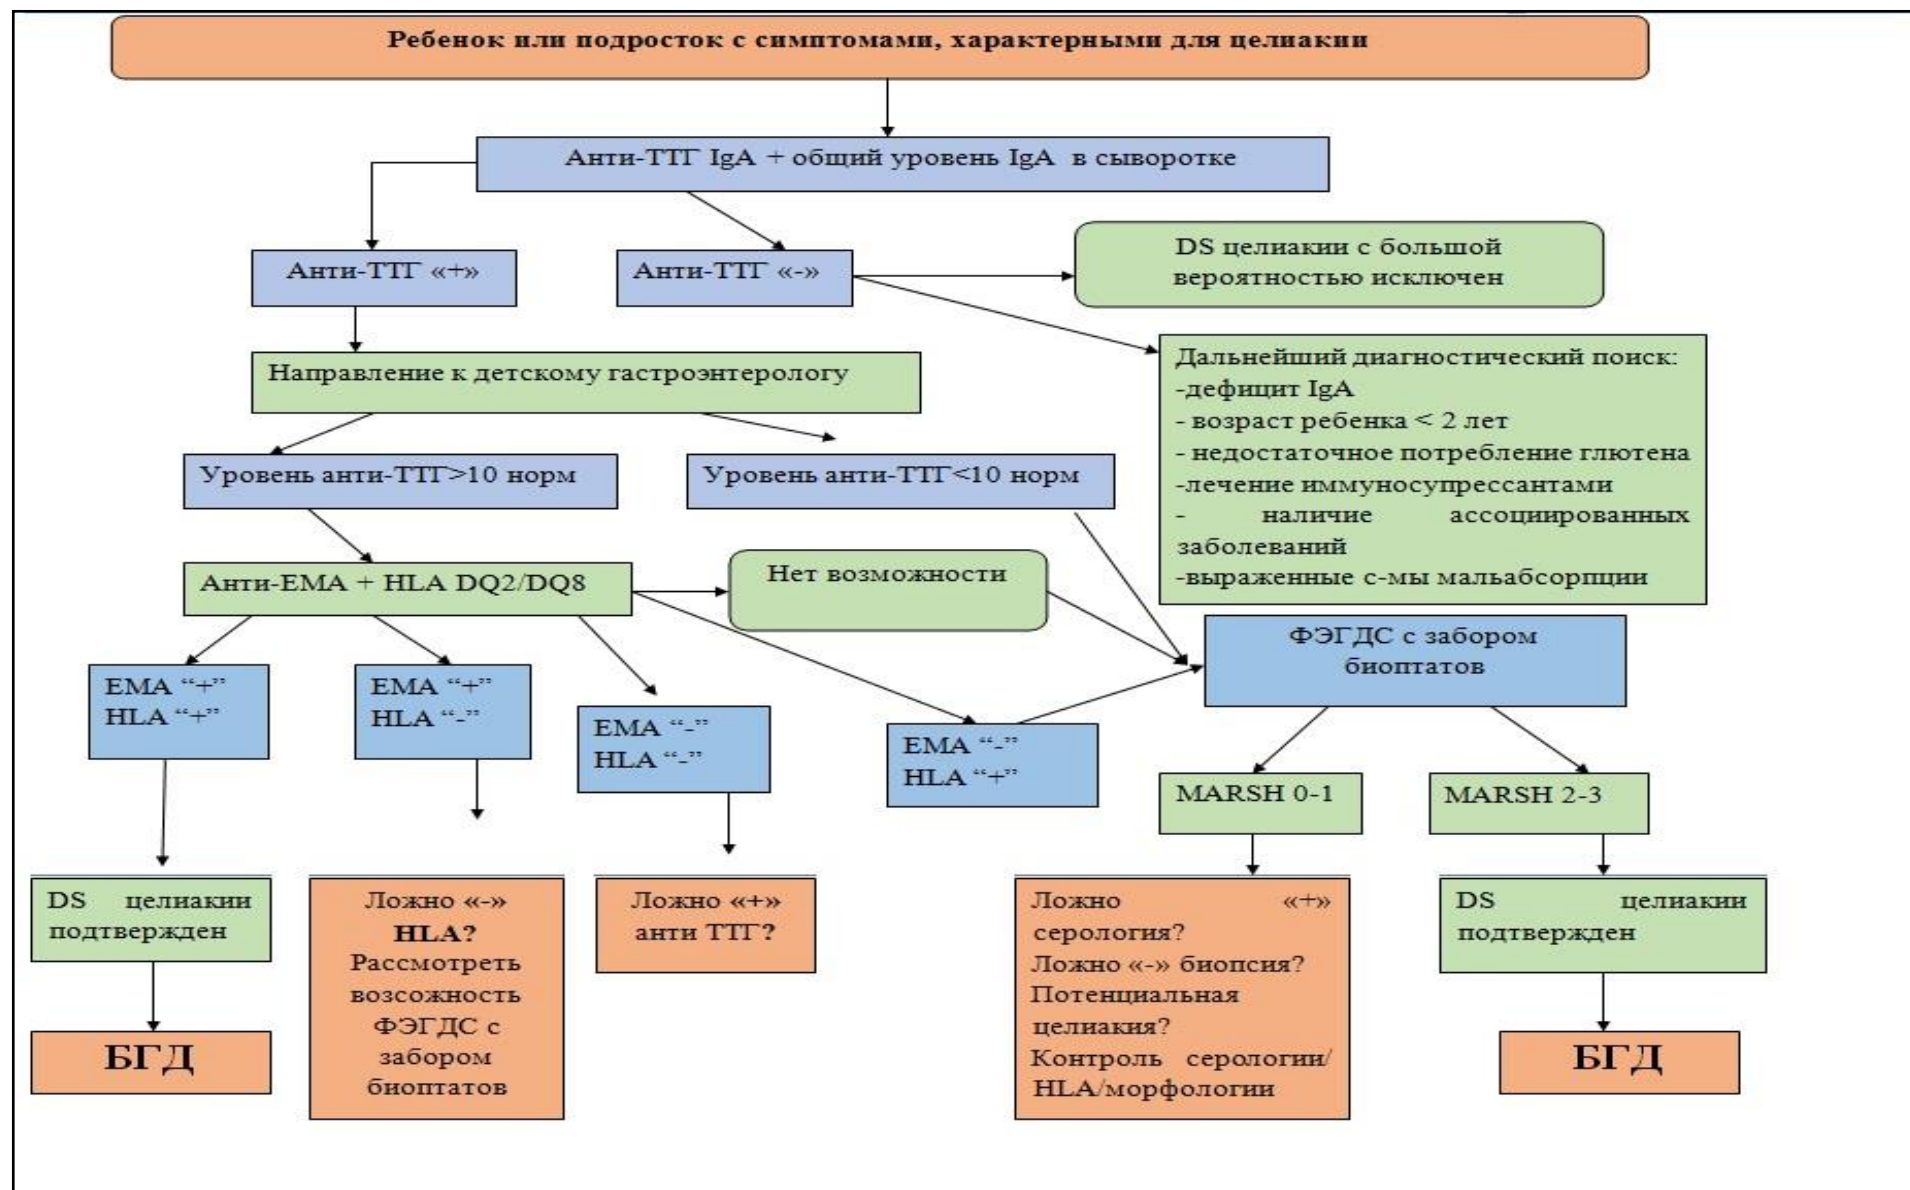 Ребенок или подросток с симптомами, характерными для целиакии
Анти-ТТГ IgA + общий уровень IgA в сыворотке
Анти-ТТГ «+»
Анти-ТТГ «-»
DS целиакии с большой
вероятностью исключен
Направление к детскому гастроэнтерологу
Дальнейший диагностический поиск:
-дефицит IgA
- возраст ребенка < 2 лет
- недостаточное потребление глютена
-лечение иммуносупрессантами
- наличие ассоциированных
заболеваний
-выраженные с-мы мальабсорпции
Уровень анти-ТТГ>10 норм
Уровень анти-ТТГ<10 норм
Анти-EMA + HLA DQ2/DQ8
Нет возможности
ФЭГДС с забором
биоптатов
EMA “+”
HLA “+”
EMA “+”
HLA “-”
EMA “-”
HLA “-”
EMA “-”
HLA “+”
MARSH 0-1
MARSH 2-3
DS целиакии
подтвержден
Ложно «-»
HLA?
Рассмотреть
возсожность
ФЭГДС с
забором
биоптатов
Ложно «+»
анти ТТГ?
Ложно «+»
серология?
Ложно «-» биопсия?
Потенциальная
целиакия?
Контроль серологии/
HLA/морфологии
DS целиакии
подтвержден
БГД
БГД